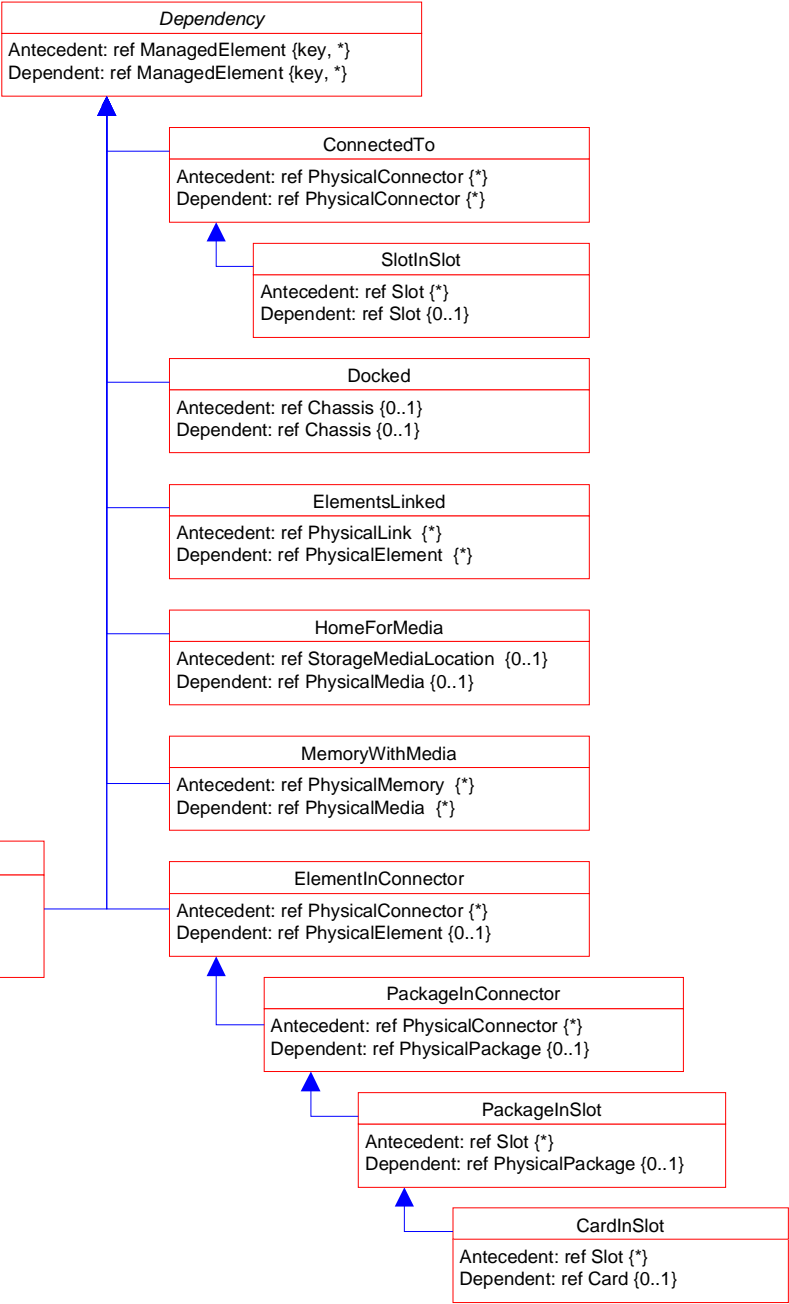 Dependency
Antecedent: ref ManagedElement {key, *}
Dependent: ref ManagedElement {key, *}
ConnectedTo
Antecedent: ref PhysicalConnector {*}
Dependent: ref PhysicalConnector {*}
SlotInSlot
Antecedent: ref Slot {*}
Dependent: ref Slot {0..1}
Docked
Antecedent: ref Chassis {0..1}
Dependent: ref Chassis {0..1}
ElementsLinked
Antecedent: ref PhysicalLink {*}
Dependent: ref PhysicalElement {*}
HomeForMedia
Antecedent: ref StorageMediaLocation {0..1}
Dependent: ref PhysicalMedia {0..1}
MemoryWithMedia
Antecedent: ref PhysicalMemory {*}
Dependent: ref PhysicalMedia {*}
ElementInConnector
Antecedent: ref PhysicalConnector {*}
Dependent: ref PhysicalElement {0..1}
PackageInConnector
Antecedent: ref PhysicalConnector {*}
Dependent: ref PhysicalPackage {0..1}
PackageInSlot
Antecedent: ref Slot {*}
Dependent: ref PhysicalPackage {0..1}
CardInSlot
Antecedent: ref Slot {*}
Dependent: ref Card {0..1}